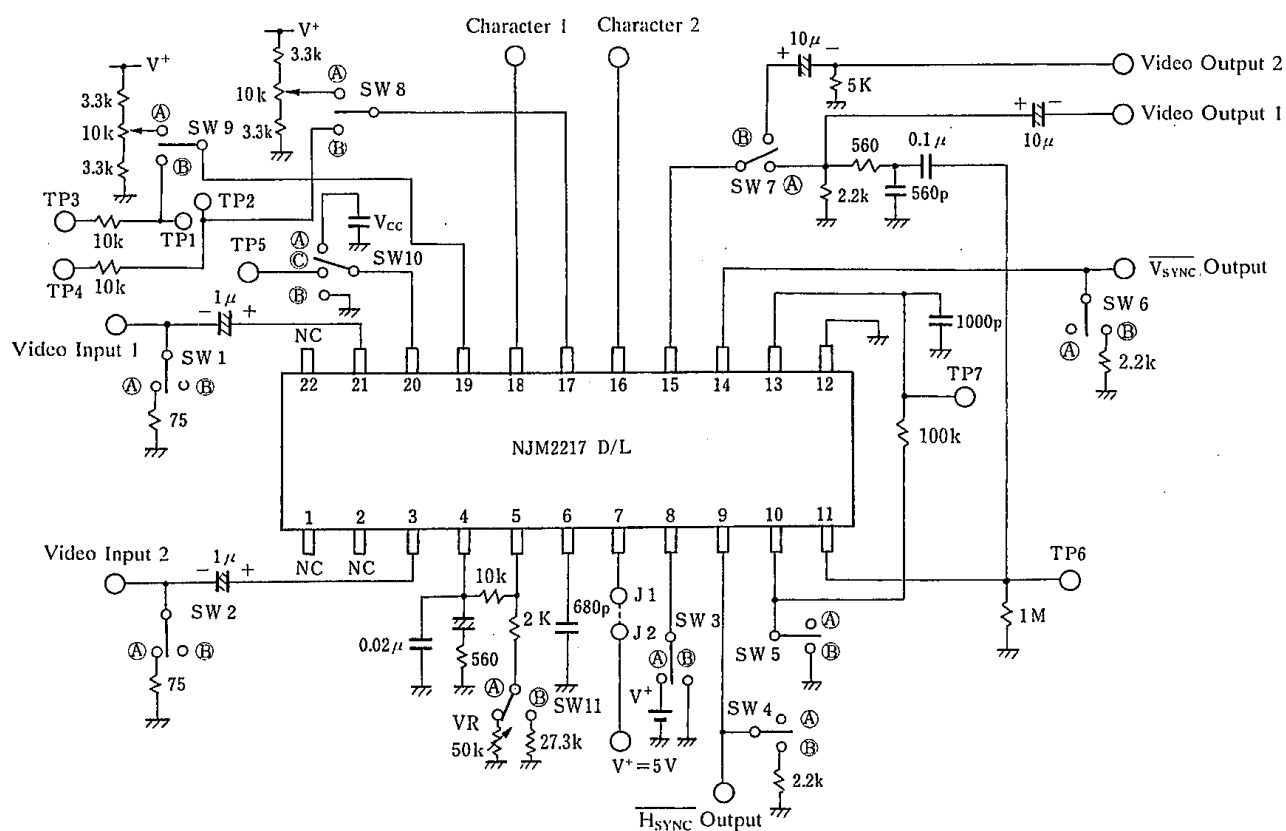 Character 1 Character 2
V+
3.3k
10k
3.3k
Ⓐ
SW 8
Ⓑ
V+
3.3k
10k
3.3k
Ⓐ
SW 9
Ⓑ
TP3
10k
TP1
TP2
TP4
10k
TP5
Ⓐ
Ⓒ
Ⓑ
VCC
SW10
10μ
+ −
5K
Video Output 2
+ −
10μ
Video Output 1
Ⓑ
SW 7 Ⓐ
560
0.1μ
2.2k
560p
V̅S̅Y̅N̅C̅ Output
SW 6
Ⓐ
Ⓑ
2.2k
1000p
TP7
100k
Video Input 1
− 1μ +
SW 1
Ⓐ Ⓑ
75
NC
22 21 20 19 18 17 16 15 14 13 12
NJM2217 D/L
1 2 3 4 5 6 7 8 9 10 11
NC NC
Video Input 2
− 1μ +
SW 2
Ⓐ Ⓑ
75
0.02μ
560
10k
2K
Ⓐ
Ⓑ
SW11
VR
50k
27.3k
680p
J1
J2
V+=5V
SW 3
Ⓐ
Ⓑ
V+
SW 4
Ⓐ
Ⓑ
2.2k
H̅S̅Y̅N̅C̅ Output
SW 5
Ⓐ
Ⓑ
TP6
1M